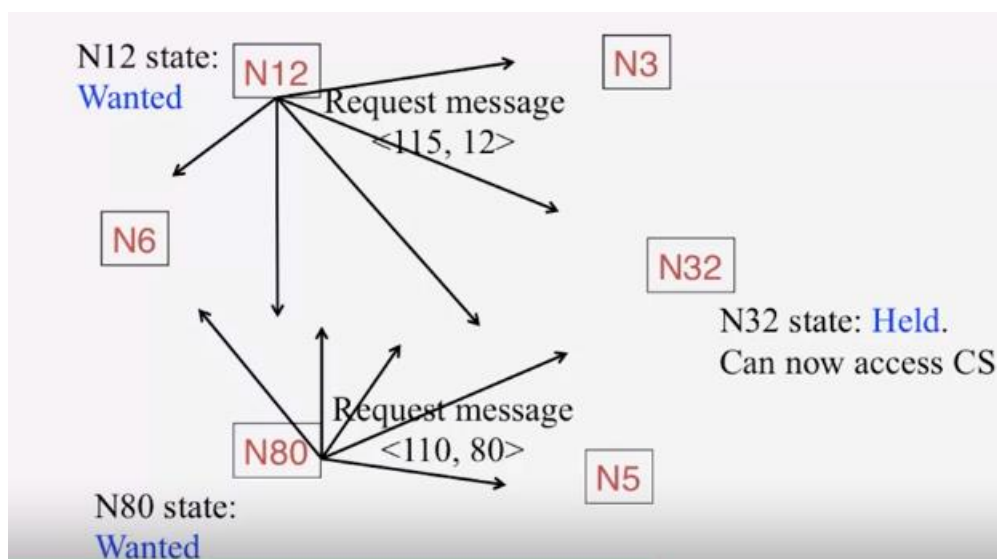 N12 state:
Wanted
N12
N3
Request message
<115, 12>
N6
N32
N32 state: Held.
Can now access CS
Request message
<110, 80>
N80
N5
N80 state:
Wanted